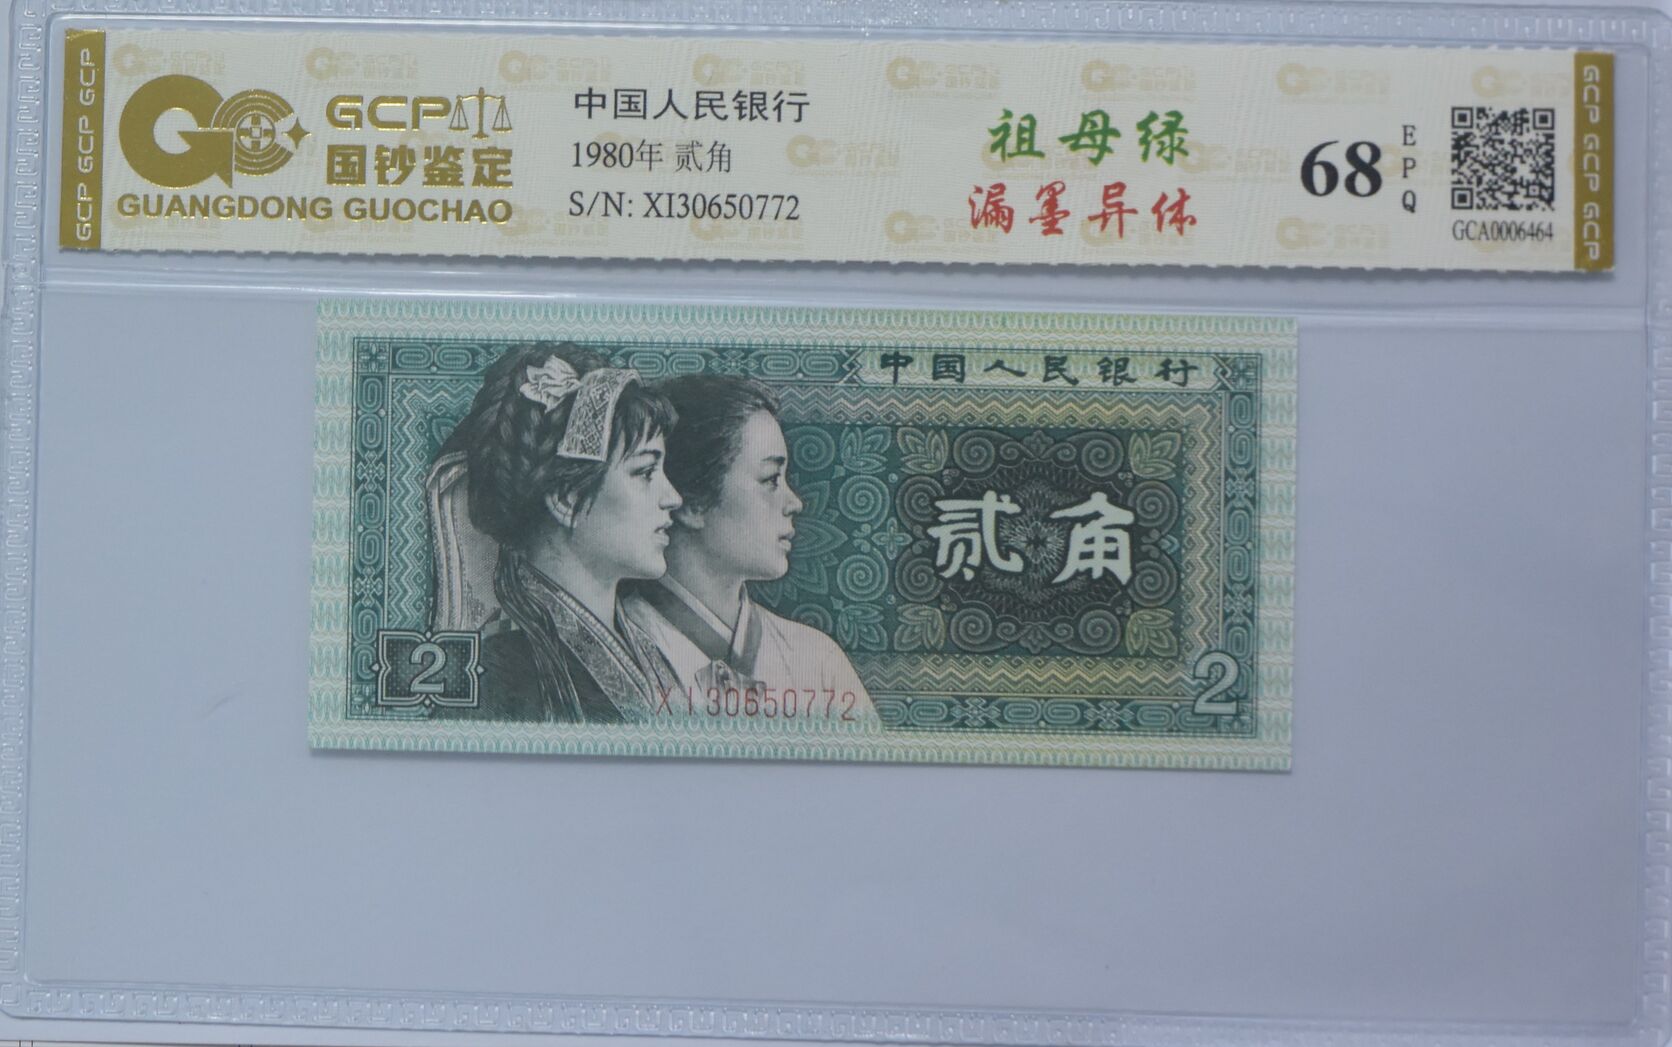 GCP GCP GCP
GCP
国钞鉴定
GUANGDONG GUOCHAO
中国人民银行
1980年 贰角
S/N: XI30650772
祖母绿
漏墨异体
68
EPQ
GCA0006464
GCP GCP GCP
中国人民银行
贰角
2
XI30650772
2